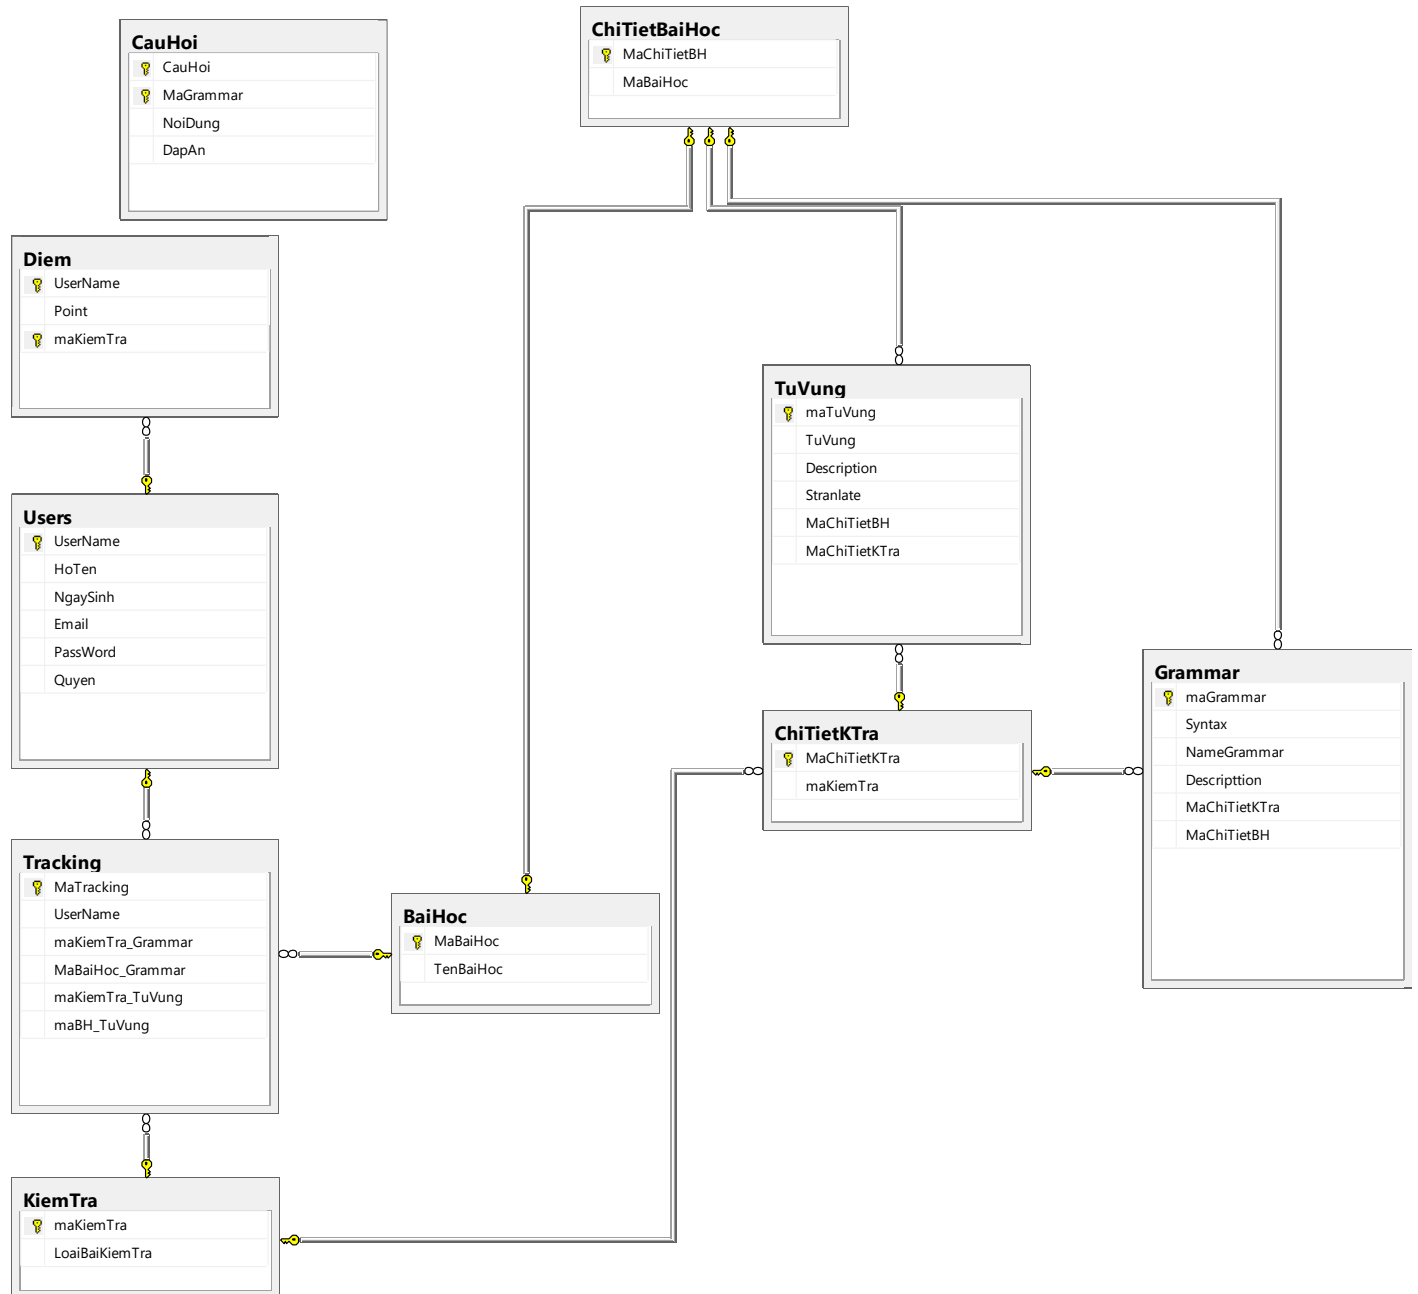 CauHoi
CauHoi
MaGrammar
NoiDung
DapAn
ChiTietBaiHoc
MaChiTietBH
MaBaiHoc
Diem
UserName
Point
maKiemTra
Users
UserName
HoTen
NgaySinh
Email
PassWord
Quyen
TuVung
maTuVung
TuVung
Description
Stranlate
MaChiTietBH
MaChiTietKTra
Grammar
maGrammar
Syntax
NameGrammar
Descripttion
MaChiTietKTra
MaChiTietBH
ChiTietKTra
MaChiTietKTra
maKiemTra
Tracking
MaTracking
UserName
maKiemTra_Grammar
MaBaiHoc_Grammar
maKiemTra_TuVung
maBH_TuVung
BaiHoc
MaBaiHoc
TenBaiHoc
KiemTra
maKiemTra
LoaiBaiKiemTra